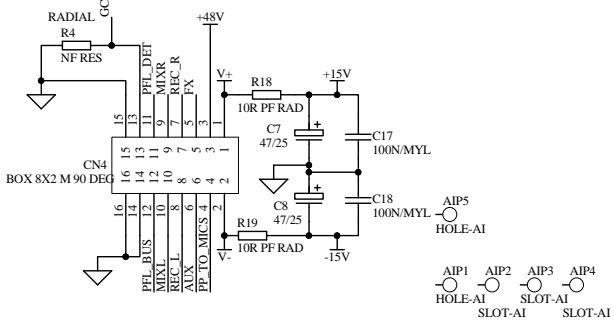 GC
RADIAL
R4
NF RES
+48V
PFL_DET
MIXR
REC_R
FX
V+
R18
10R PF RAD
+15V
15
13
11
9
7
5
3
1
C7
47/25
+
C17
100N/MYL
15
13
11
9
7
5
3
1
CN4
BOX 8X2 M 90 DEG
16
14
12
10
8
6
4
2
16
14
12
10
8
6
4
2
+
C8
47/25
C18
100N/MYL
PFL_BUS
MIXL
REC_L
AUX
PP_TO_MICS
R19
10R PF RAD
V-
-15V
AIP5
HOLE-AI
AIP1
HOLE-AI
AIP2
SLOT-AI
AIP3
SLOT-AI
AIP4
SLOT-AI